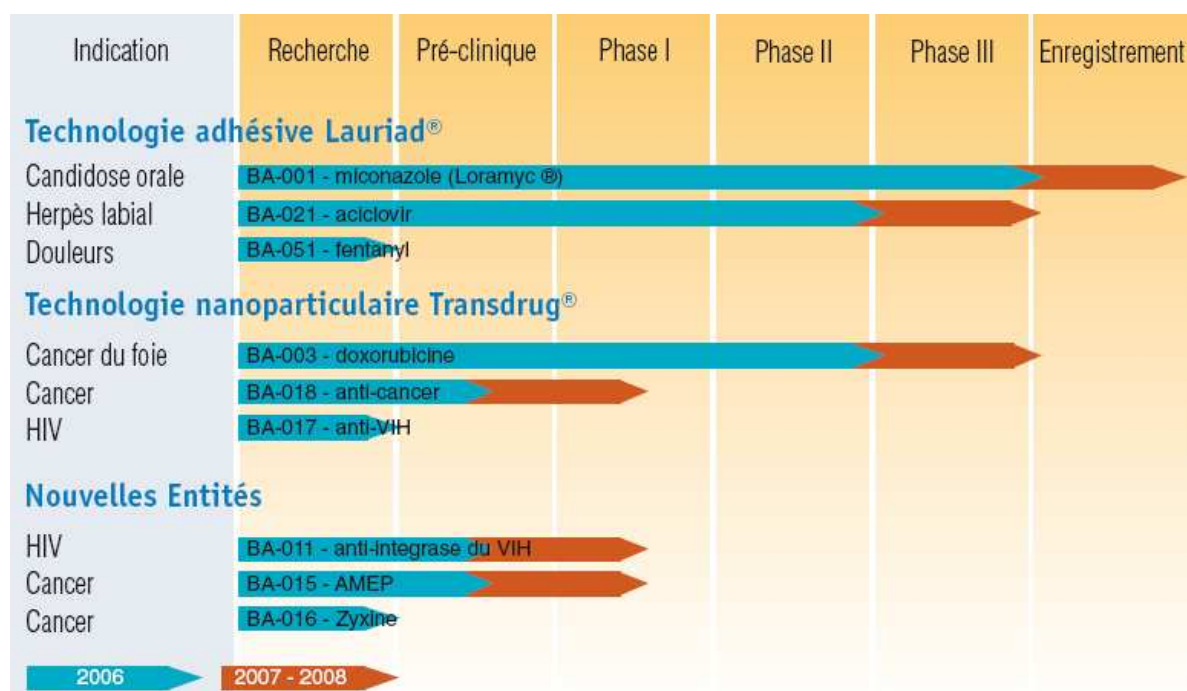 Indication Recherche Pré-clinique Phase I Phase II Phase III Enregistrement
Technologie adhésive Lauriad®
Candidose orale BA-001 - miconazole (Loramyc ®)
Herpès labial BA-021 - aciclovir
Douleurs BA-051 - fentanyl
Technologie nanoparticulaire Transdrug®
Cancer du foie BA-003 - doxorubicine
Cancer BA-018 - anti-cancer
HIV BA-017 - anti-VIH
Nouvelles Entités
HIV BA-011 - anti-integrase du VIH
Cancer BA-015 - AMEP
Cancer BA-016 - Zyxine
2006 2007 - 2008